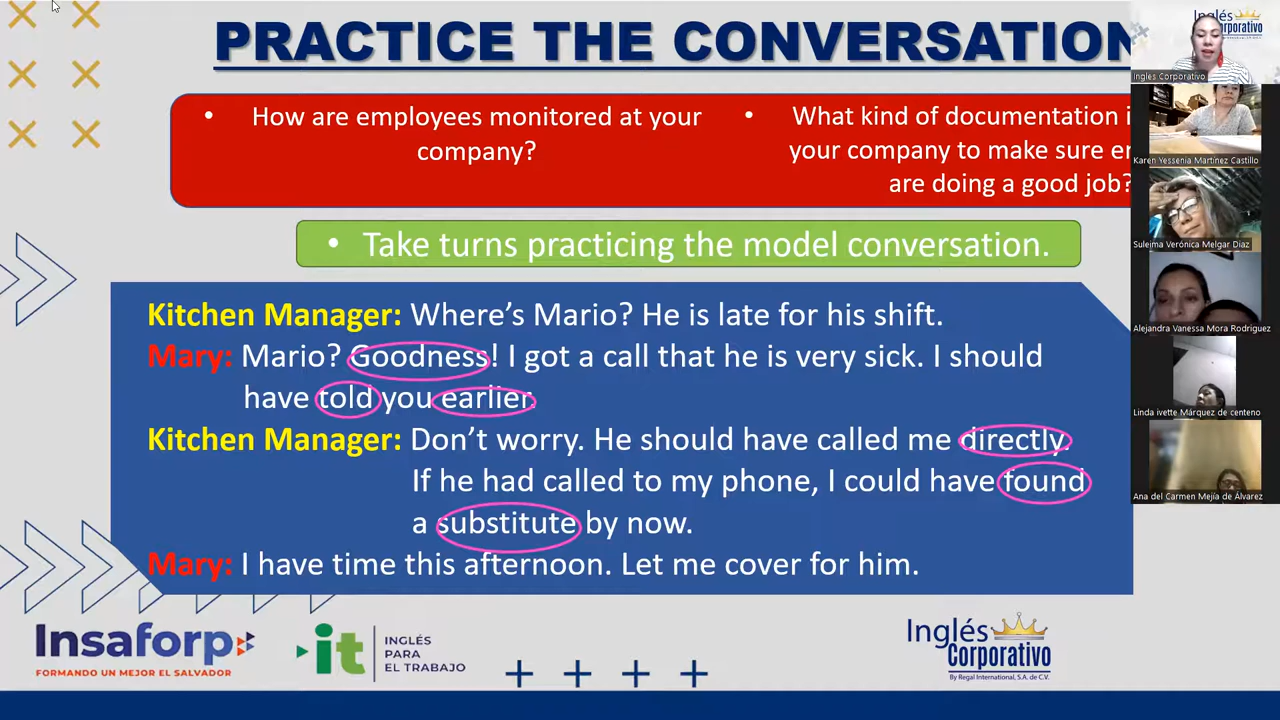 PRACTICE THE CONVERSATION
• How are employees monitored at your
company?
• What kind of documentation
your company to make sure
are doing a good job?
• Take turns practicing the model conversation.
Kitchen Manager: Where's Mario? He is late for his shift.
Mary: Mario? Goodness! I got a call that he is very sick. I should
have told you earlier.
Kitchen Manager: Don't worry. He should have called me directly.
If he had called to my phone, I could have found
a substitute by now.
Mary: I have time this afternoon. Let me cover for him.
Insaforp
FORMANDO UN MEJOR EL SALVADOR
it
INGLÉS
PARA
EL TRABAJO
Inglés
Corporativo
By Regal International, S.A. de C.V.
Inglés
Corporativo
Ingles Corporativo
Karen Yessenia Martinez Castillo
Suleima Verónica Melgar Diaz
Alejandra Vanessa Mora Rodriguez
Linda ivette Márquez de centeno
Ana del Carmen Mejía de Álvarez